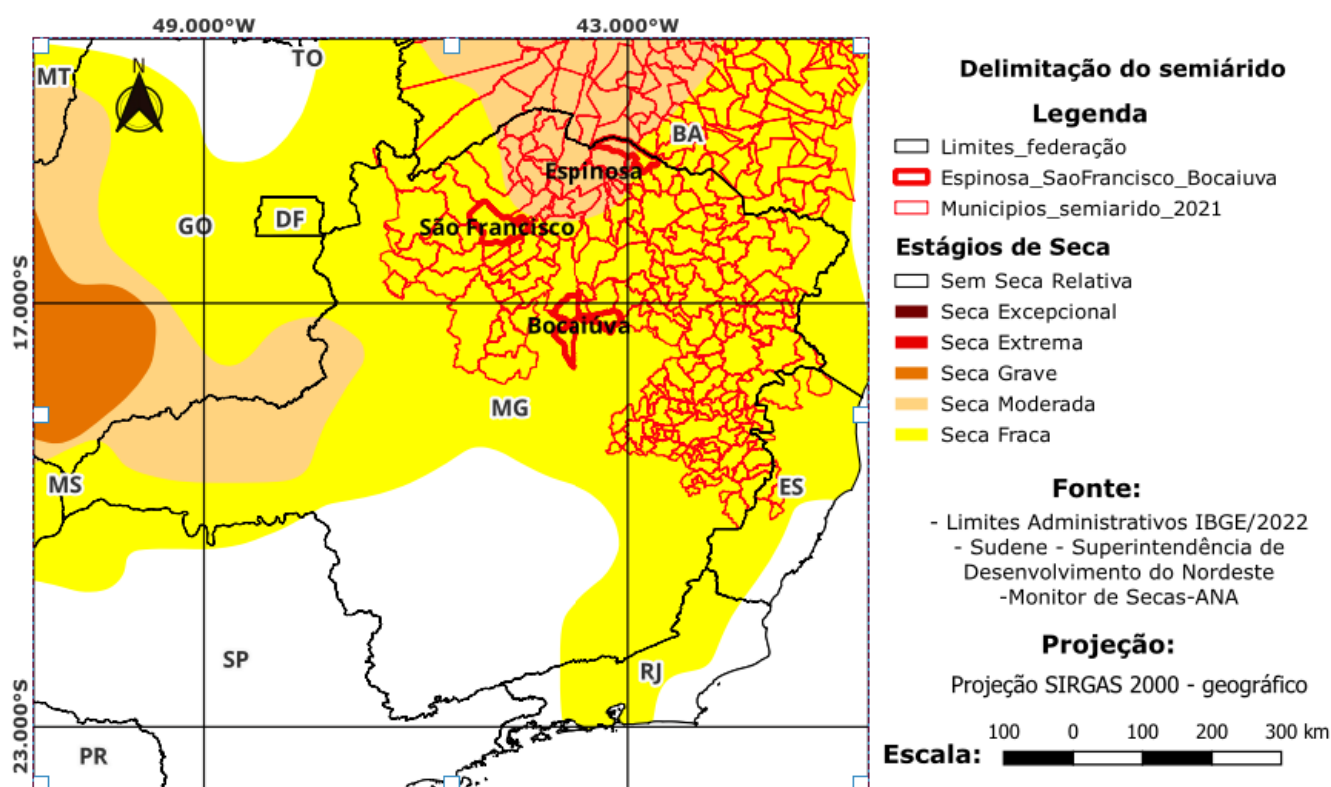 49.000°W
43.000°W
TO
MT
N
BA
Espinosa
GO
DF
São Francisco
17.000°S
Bocaiúva
MG
MS
ES
SP
RJ
23.000°S
PR
Delimitação do semiárido
Legenda
Limites_federação
Espinosa_SaoFrancisco_Bocaiuva
Municipios_semiarido_2021
Estágios de Seca
Sem Seca Relativa
Seca Excepcional
Seca Extrema
Seca Grave
Seca Moderada
Seca Fraca
Fonte:
- Limites Administrativos IBGE/2022
- Sudene - Superintendência de
Desenvolvimento do Nordeste
-Monitor de Secas-ANA
Projeção:
Projeção SIRGAS 2000 - geográfico
100 0 100 200 300 km
Escala: